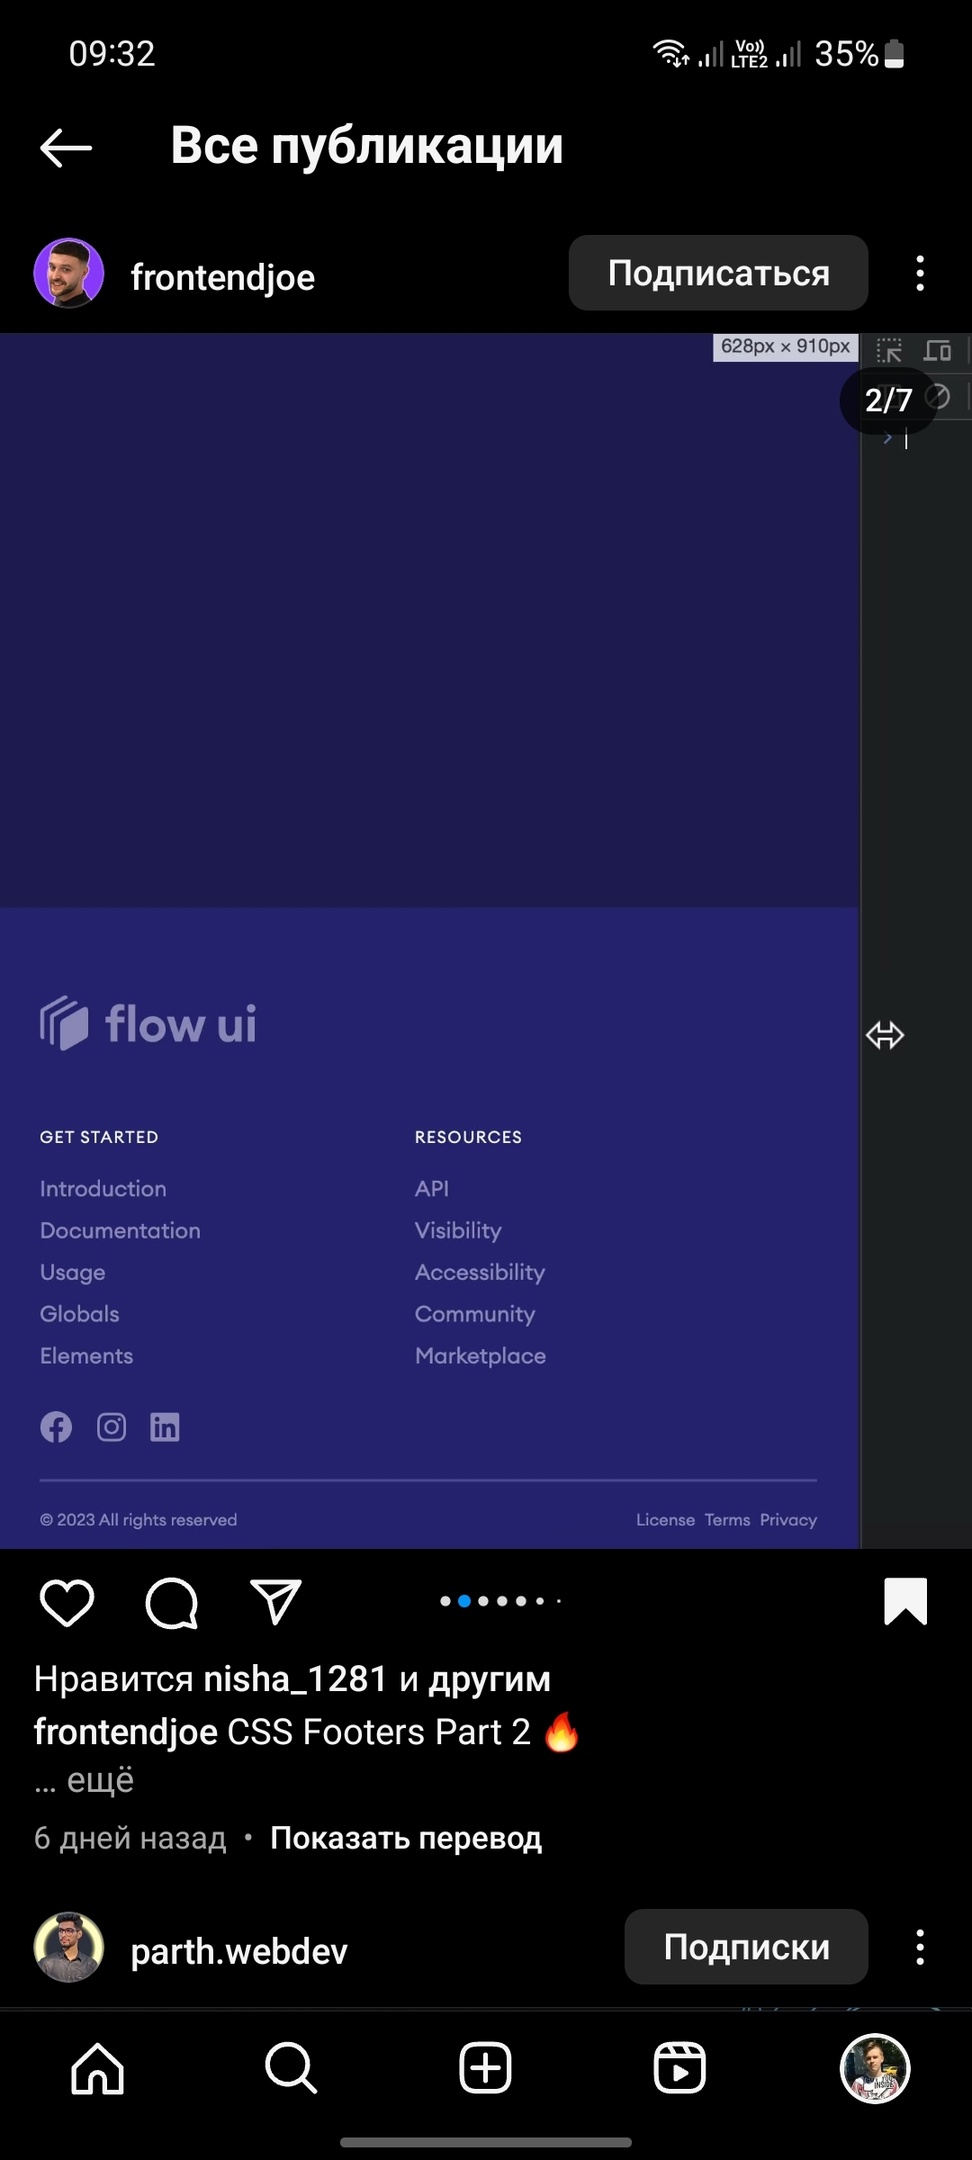 09:32
Vo)) LTE2 35%
Все публикации
frontendjoe Подписаться
628px × 910px
2/7
flow ui
GET STARTED RESOURCES
Introduction API
Documentation Visibility
Usage Accessibility
Globals Community
Elements Marketplace
© 2023 All rights reserved License Terms Privacy
Нравится nisha_1281 и другим
frontendjoe CSS Footers Part 2 🔥
... ещё
6 дней назад • Показать перевод
parth.webdev Подписки